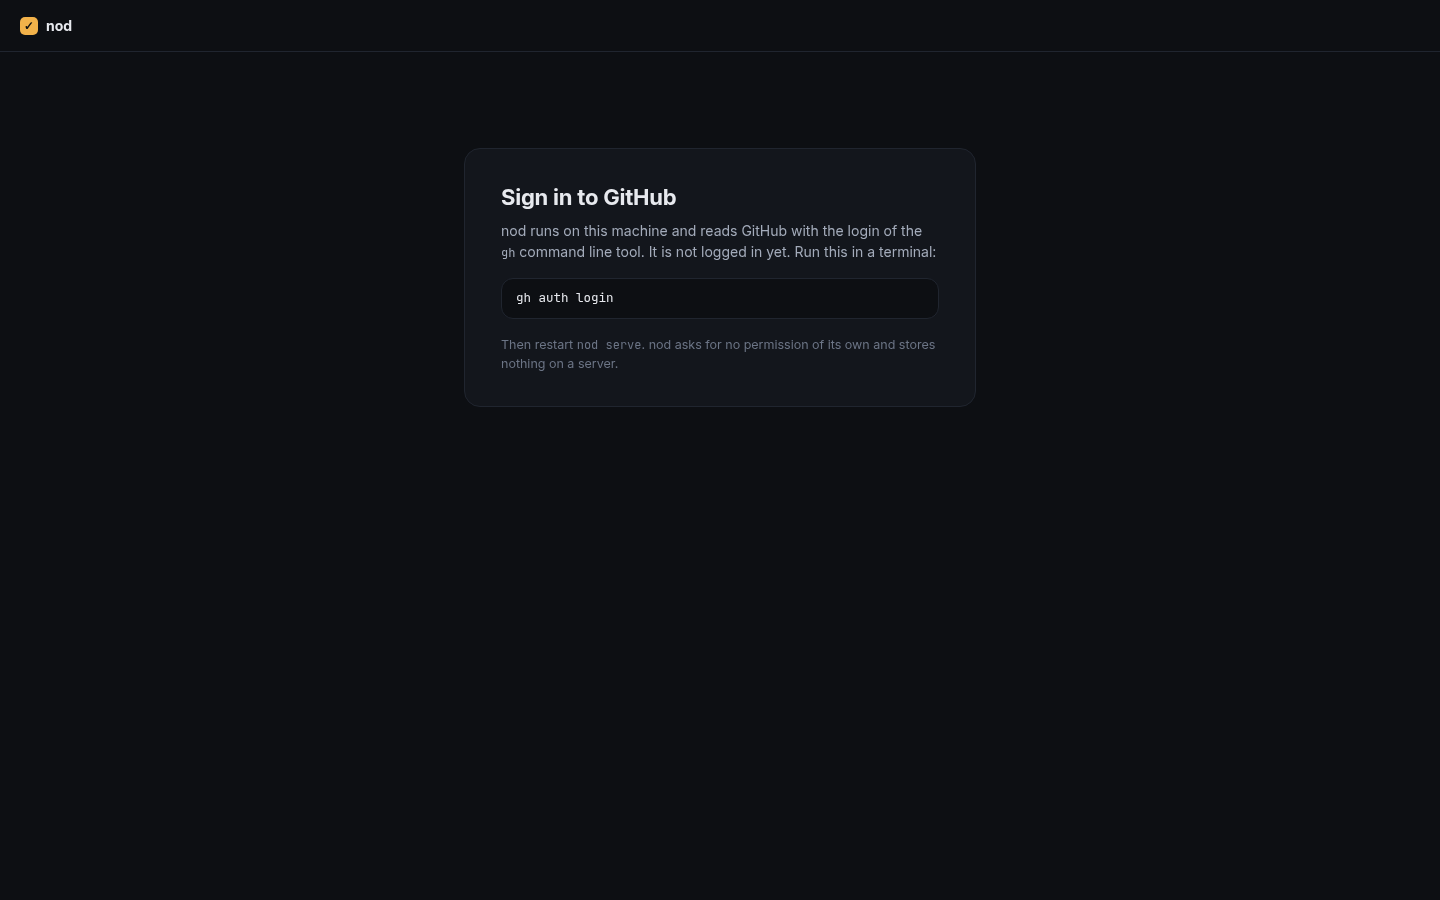 ✓ nod
Sign in to GitHub
nod runs on this machine and reads GitHub with the login of the
gh command line tool. It is not logged in yet. Run this in a terminal:
gh auth login
Then restart nod serve. nod asks for no permission of its own and stores
nothing on a server.